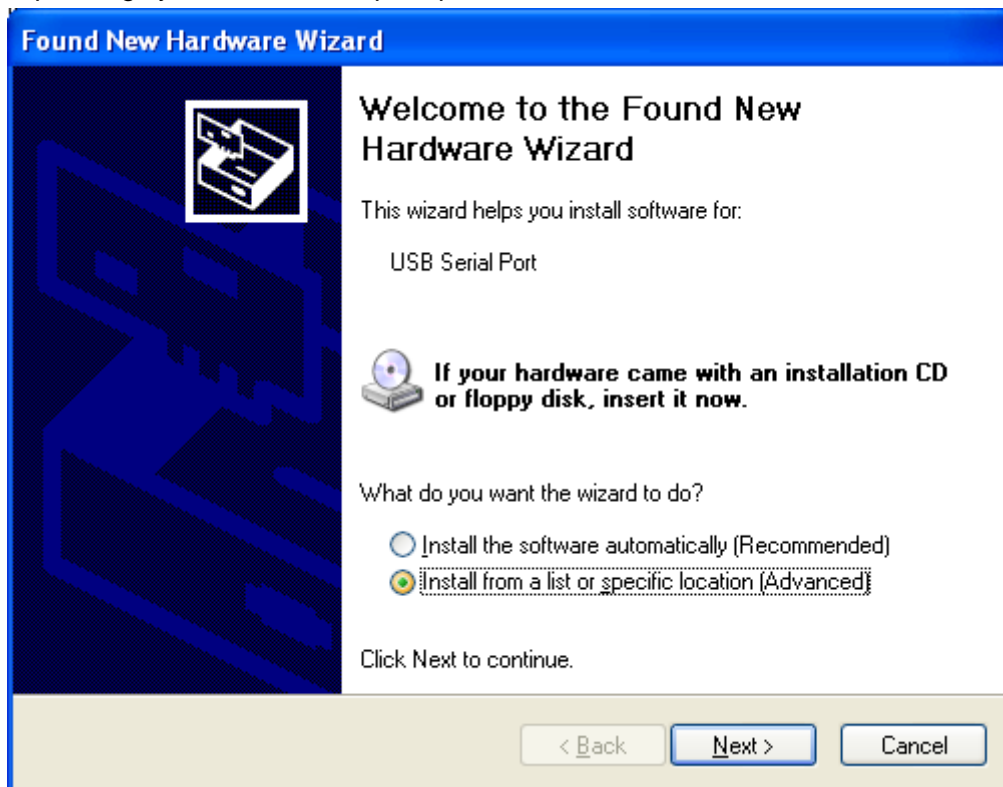 Found New Hardware Wizard
Welcome to the Found New
Hardware Wizard
This wizard helps you install software for:
USB Serial Port
If your hardware came with an installation CD
or floppy disk, insert it now.
What do you want the wizard to do?
Install the software automatically (Recommended)
Install from a list or specific location (Advanced)
Click Next to continue.
< Back
Next >
Cancel